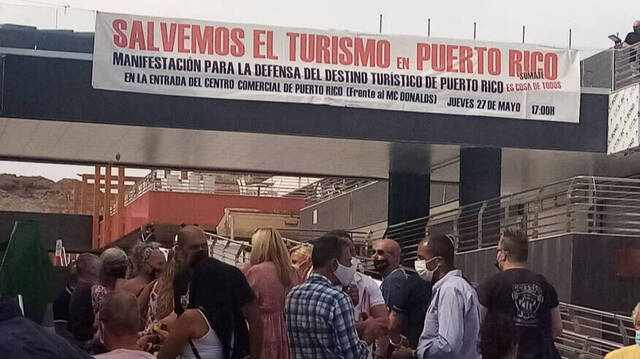 SALVEMOS EL TURISMO EN PUERTO RICO
MANIFESTACIÓN PARA LA DEFENSA DEL DESTINO TURÍSTICO DE PUERTO RICO SUMATE
ES COSA DE TODOS
EN LA ENTRADA DEL CENTRO COMERCIAL DE PUERTO RICO (Frente al MC DONALDS) JUEVES 27 DE MAYO 17:00H